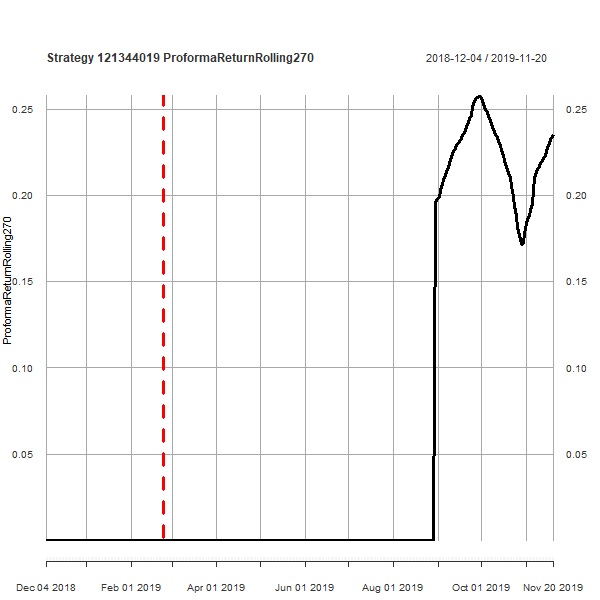 Strategy 121344019 ProformaReturnRolling270
2018-12-04 / 2019-11-20
0.25 0.25
0.20 0.20
ProformaReturnRolling270
0.15 0.15
0.10 0.10
0.05 0.05
Dec 04 2018 Feb 01 2019 Apr 01 2019 Jun 01 2019 Aug 01 2019 Oct 01 2019 Nov 20 2019